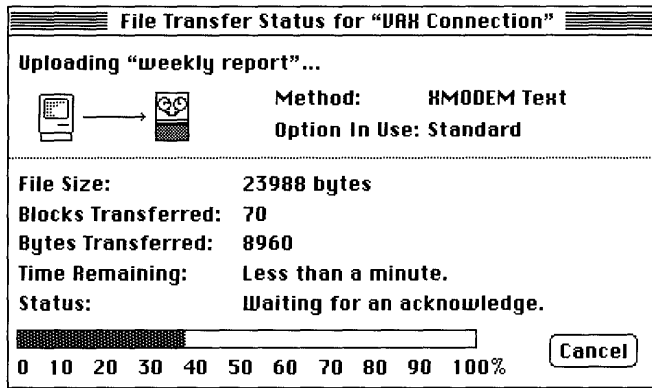 File Transfer Status for “VAX Connection”
Uploading “weekly report”...
Method: XMODEM Text
Option In Use: Standard
File Size: 23988 bytes
Blocks Transferred: 70
Bytes Transferred: 8960
Time Remaining: Less than a minute.
Status: Waiting for an acknowledge.
Cancel
0 10 20 30 40 50 60 70 80 90 100%